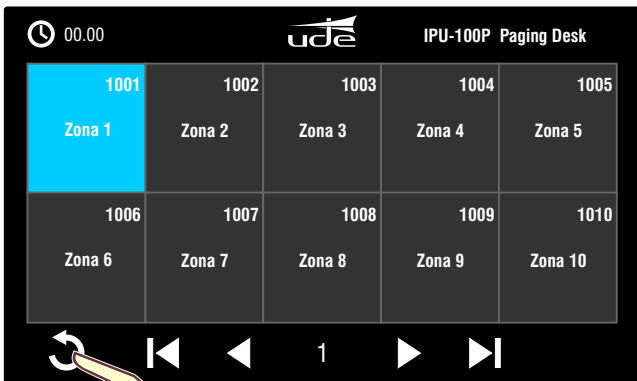 00.00 ude IPU-100P Paging Desk
1001 1002 1003 1004 1005
Zona 1 Zona 2 Zona 3 Zona 4 Zona 5
1006 1007 1008 1009 1010
Zona 6 Zona 7 Zona 8 Zona 9 Zona 10
1